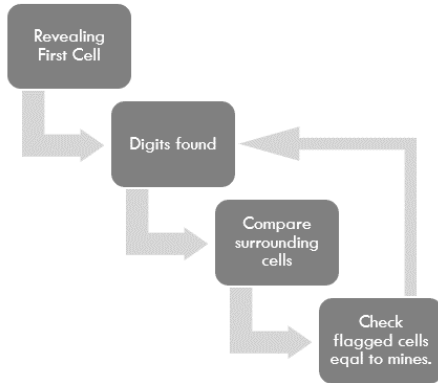 Revealing
First Cell
Digits found
Compare
surrounding
cells
Check
flagged cells
eqal to mines.